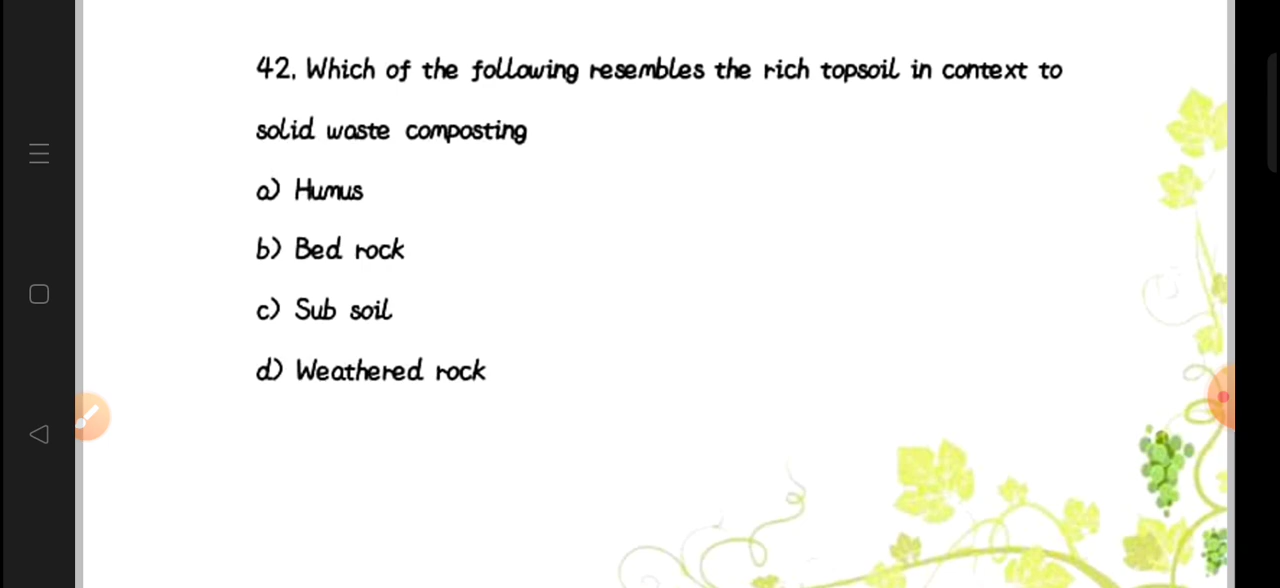 42. Which of the following resembles the rich topsoil in context to
solid waste composting
a) Humus
b) Bed rock
c) Sub soil
d) Weathered rock